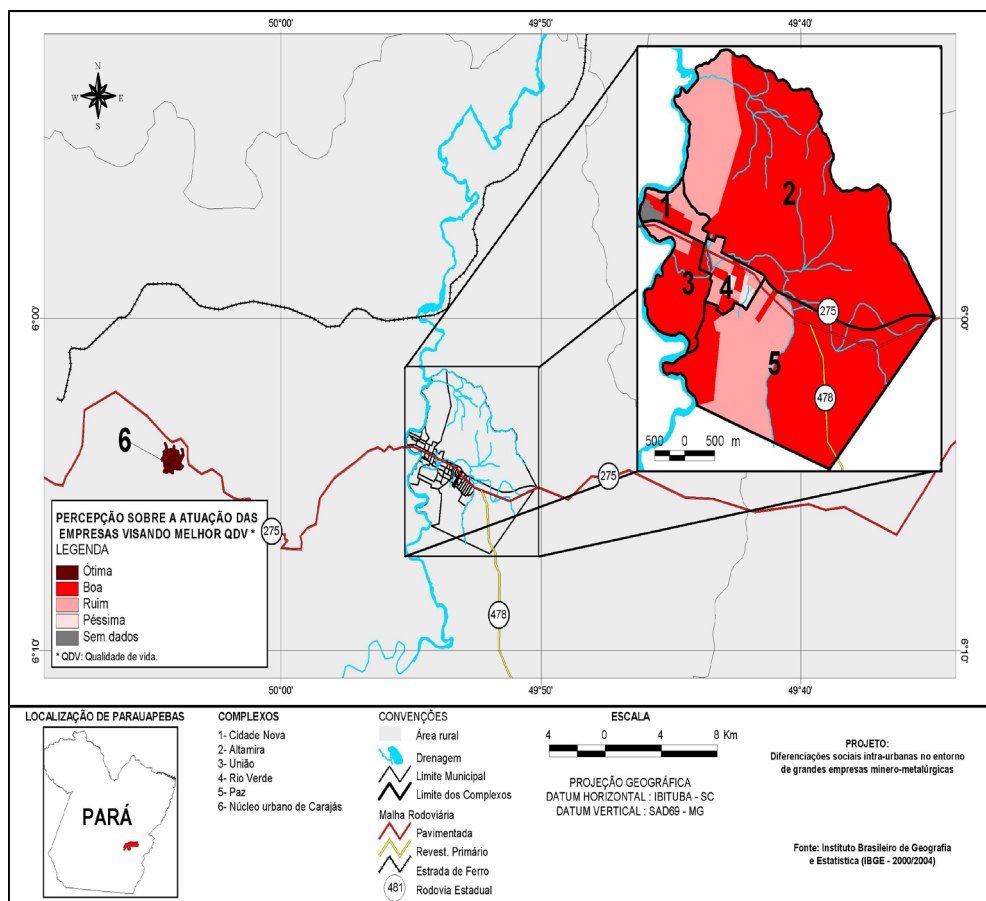 50°00'
49°50'
49°40'
N
W
E
S
1
2
3
4
5
275
478
500 0 500 m
6°00'
6°00'
6
275
275
478
PERCEPÇÃO SOBRE A ATUAÇÃO DAS
EMPRESAS VISANDO MELHOR QDV *
LEGENDA
Ótima
Boa
Ruim
Péssima
Sem dados
* QDV: Qualidade de vida.
6°10'
6°10'
50°00'
49°50'
49°40'
LOCALIZAÇÃO DE PARAUAPEBAS
PARÁ
COMPLEXOS
1- Cidade Nova
2- Altamira
3- União
4- Rio Verde
5- Paz
6- Núcleo urbano de Carajás
CONVENÇÕES
Área rural
Drenagem
Limite Municipal
Limite dos Complexos
Malha Rodoviária
Pavimentada
Revest. Primário
Estrada de Ferro
481 Rodovia Estadual
ESCALA
4 0 4 8 Km
PROJEÇÃO GEOGRÁFICA
DATUM HORIZONTAL : IBITUBA - SC
DATUM VERTICAL : SAD69 - MG
PROJETO:
Diferenciações sociais intra-urbanas no entorno
de grandes empresas minero-metalúrgicas
Fonte: Instituto Brasileiro de Geografia
e Estatistica (IBGE - 2000/2004)